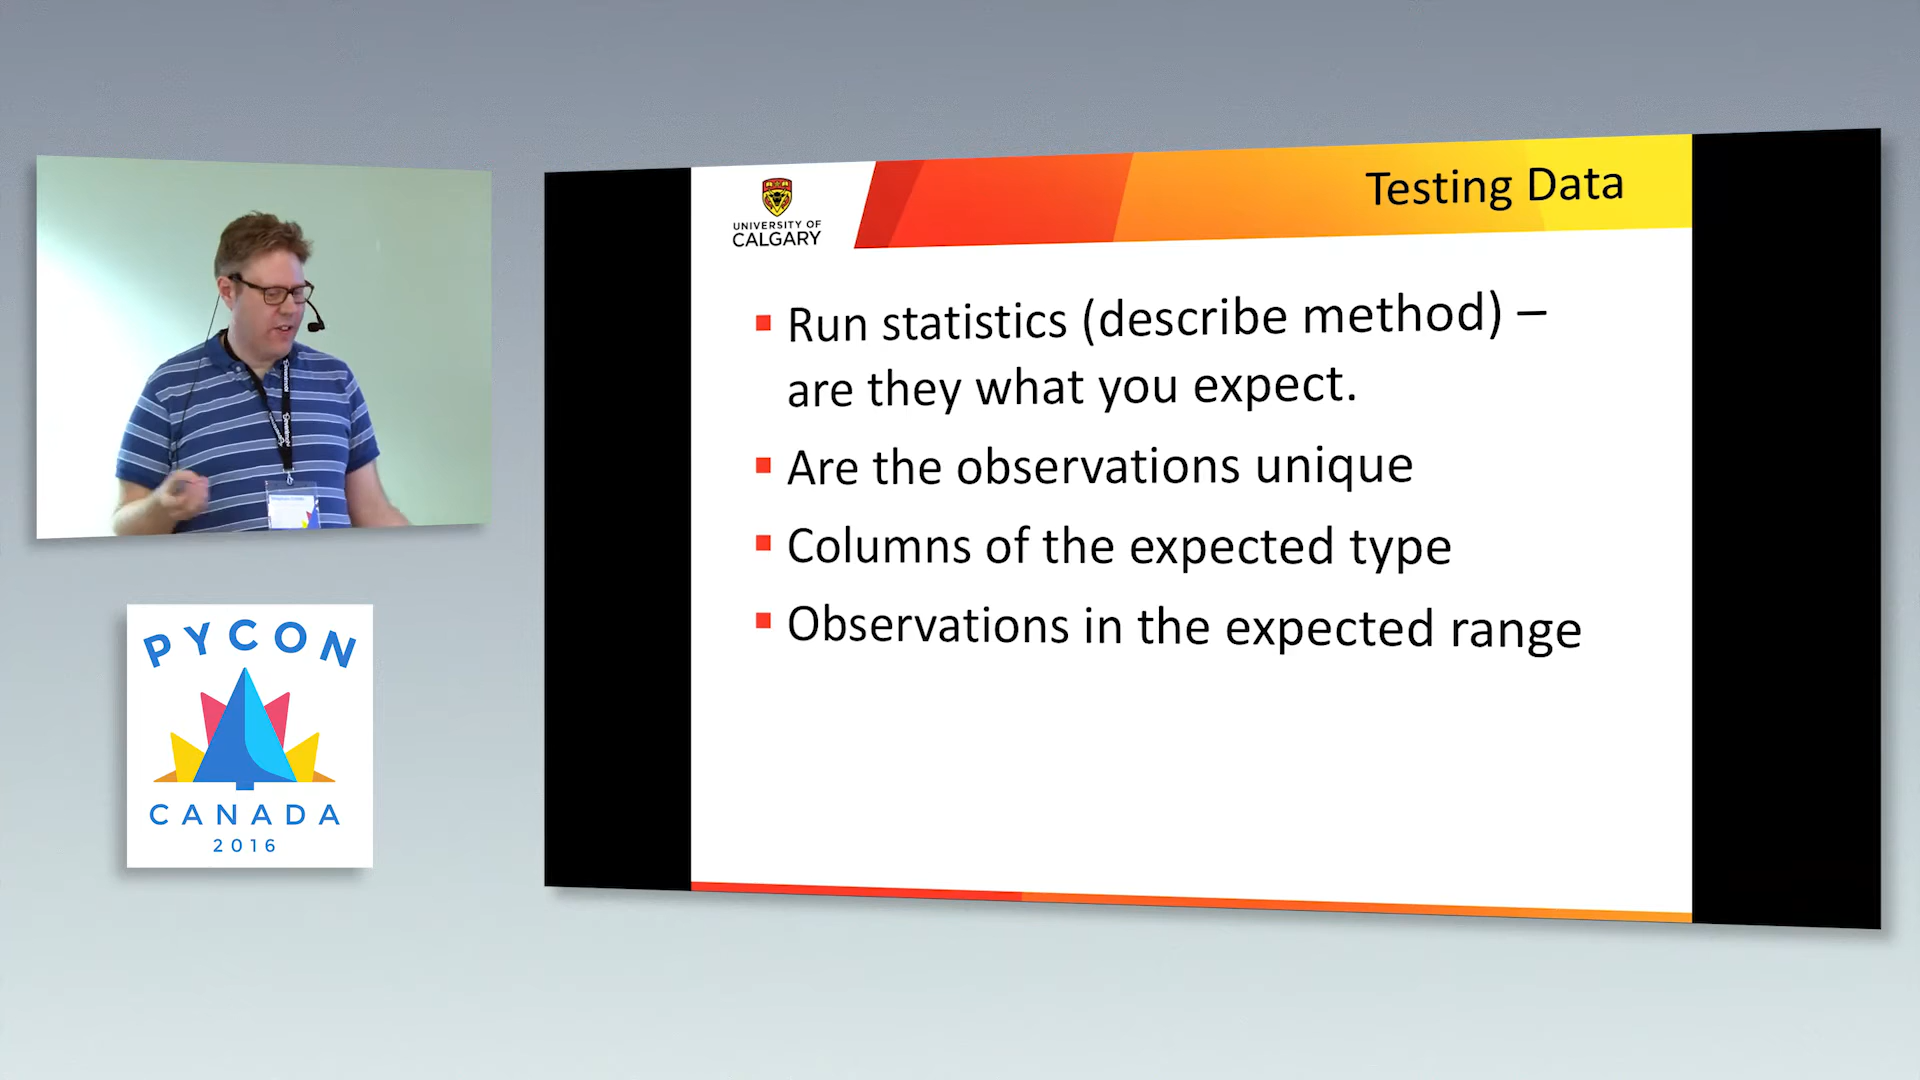 UNIVERSITY OF
CALGARY
Testing Data
Run statistics (describe method) –
are they what you expect.
Are the observations unique
Columns of the expected type
Observations in the expected range
PYCON
CANADA
2016